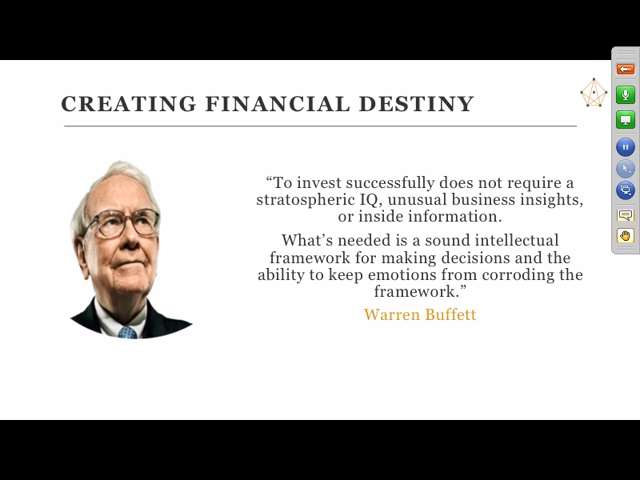 CREATING FINANCIAL DESTINY
“To invest successfully does not require a
stratospheric IQ, unusual business insights,
or inside information.
What’s needed is a sound intellectual
framework for making decisions and the
ability to keep emotions from corroding the
framework.”
Warren Buffett